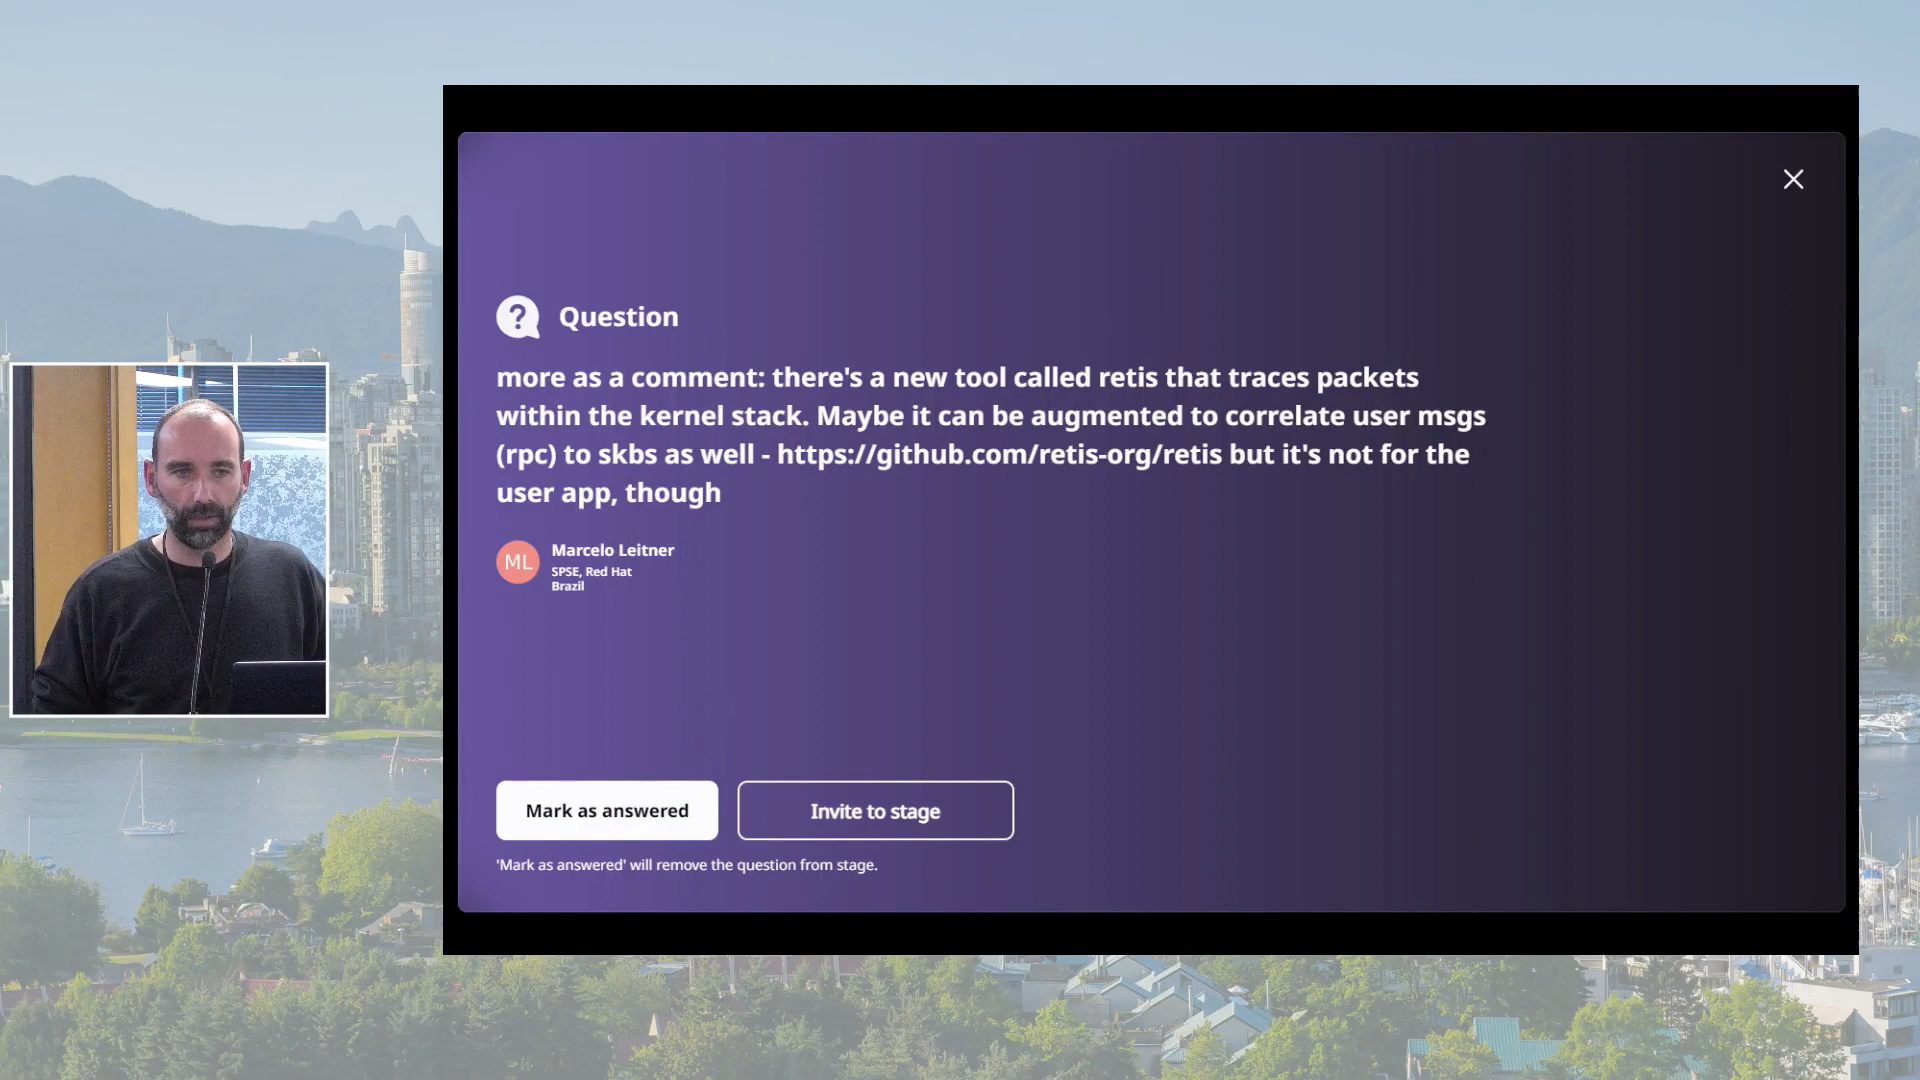 Question
more as a comment: there's a new tool called retis that traces packets
within the kernel stack. Maybe it can be augmented to correlate user msgs
(rpc) to skbs as well - https://github.com/retis-org/retis but it's not for the
user app, though
ML
Marcelo Leitner
SPSE, Red Hat
Brazil
Mark as answered
Invite to stage
'Mark as answered' will remove the question from stage.